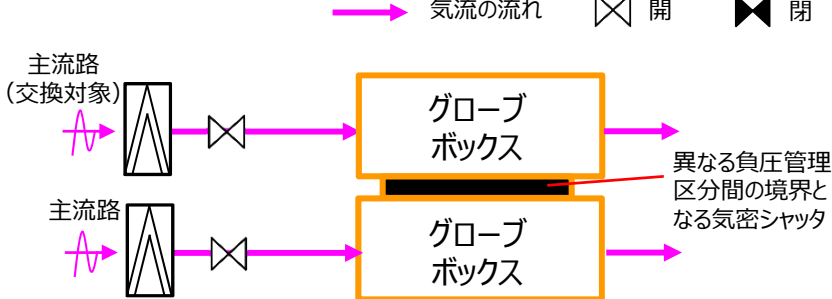 気流の流れ
開
閉
主流路
(交換対象)
グローブ
ボックス
異なる負圧管理
区分間の境界と
なる気密シャッタ
主流路
グローブ
ボックス